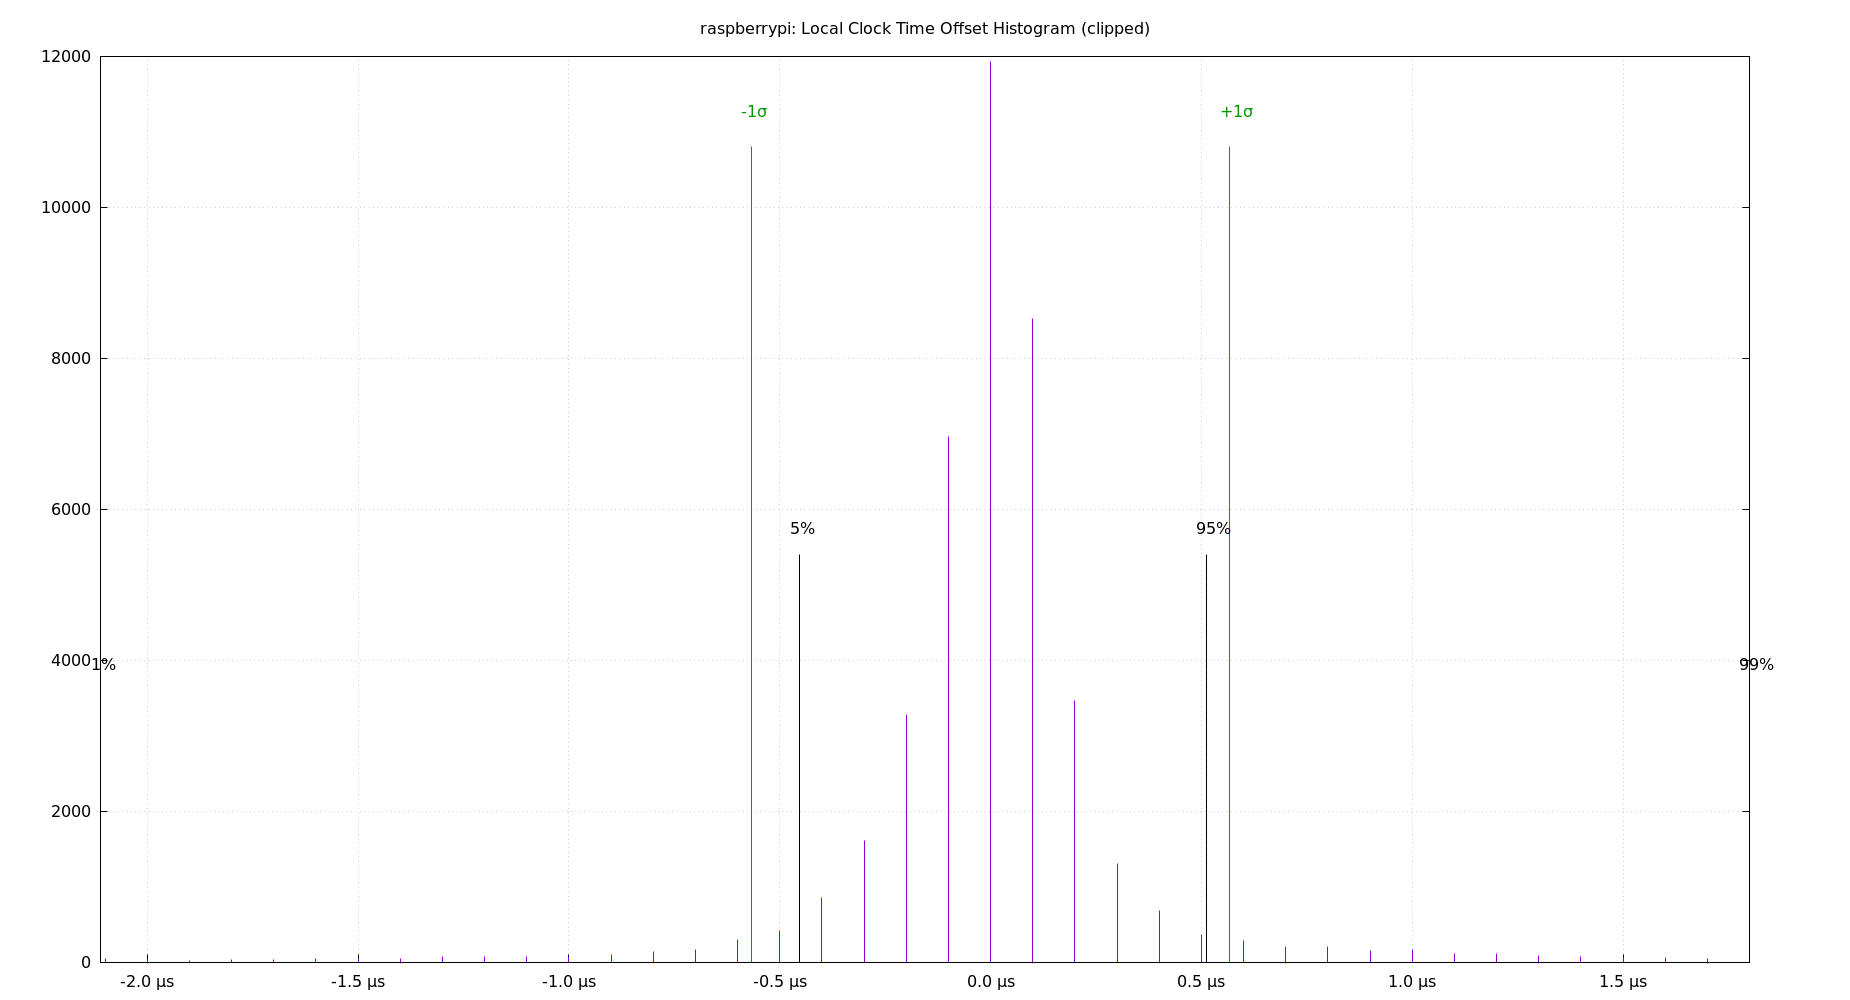 raspberrypi: Local Clock Time Offset Histogram (clipped)
12000
-1σ
+1σ
10000
8000
6000
5%
95%
4000
1%
99%
2000
0
-2.0 µs
-1.5 µs
-1.0 µs
-0.5 µs
0.0 µs
0.5 µs
1.0 µs
1.5 µs